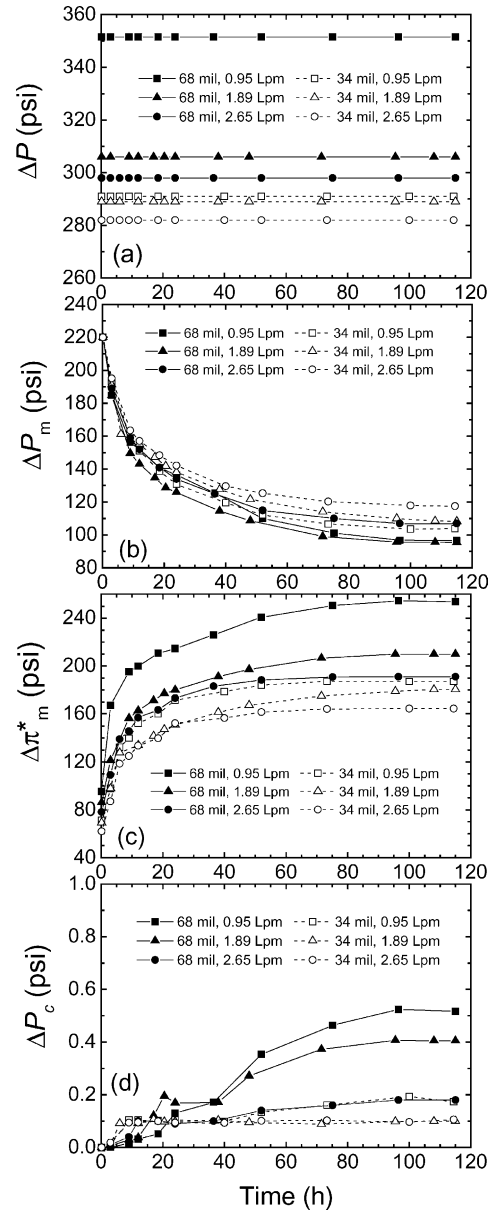 360
340
320
300
280
260
ΔP (psi)
68 mil, 0.95 Lpm 34 mil, 0.95 Lpm
68 mil, 1.89 Lpm 34 mil, 1.89 Lpm
68 mil, 2.65 Lpm 34 mil, 2.65 Lpm
(a)
0 20 40 60 80 100 120
240
220
200
180
160
140
120
100
80
ΔPm (psi)
68 mil, 0.95 Lpm 34 mil, 0.95 Lpm
68 mil, 1.89 Lpm 34 mil, 1.89 Lpm
68 mil, 2.65 Lpm 34 mil, 2.65 Lpm
(b)
0 20 40 60 80 100 120
240
200
160
120
80
40
Δπ*m (psi)
68 mil, 0.95 Lpm 34 mil, 0.95 Lpm
68 mil, 1.89 Lpm 34 mil, 1.89 Lpm
68 mil, 2.65 Lpm 34 mil, 2.65 Lpm
(c)
0 20 40 60 80 100 120
1.0
0.8
0.6
0.4
0.2
0.0
ΔPc (psi)
68 mil, 0.95 Lpm 34 mil, 0.95 Lpm
68 mil, 1.89 Lpm 34 mil, 1.89 Lpm
68 mil, 2.65 Lpm 34 mil, 2.65 Lpm
(d)
0 20 40 60 80 100 120
Time (h)